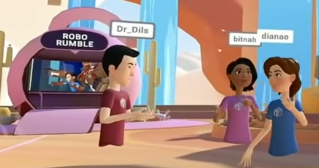 Dr_Dils
bitnah
dianao
ROBO
RUMBLE